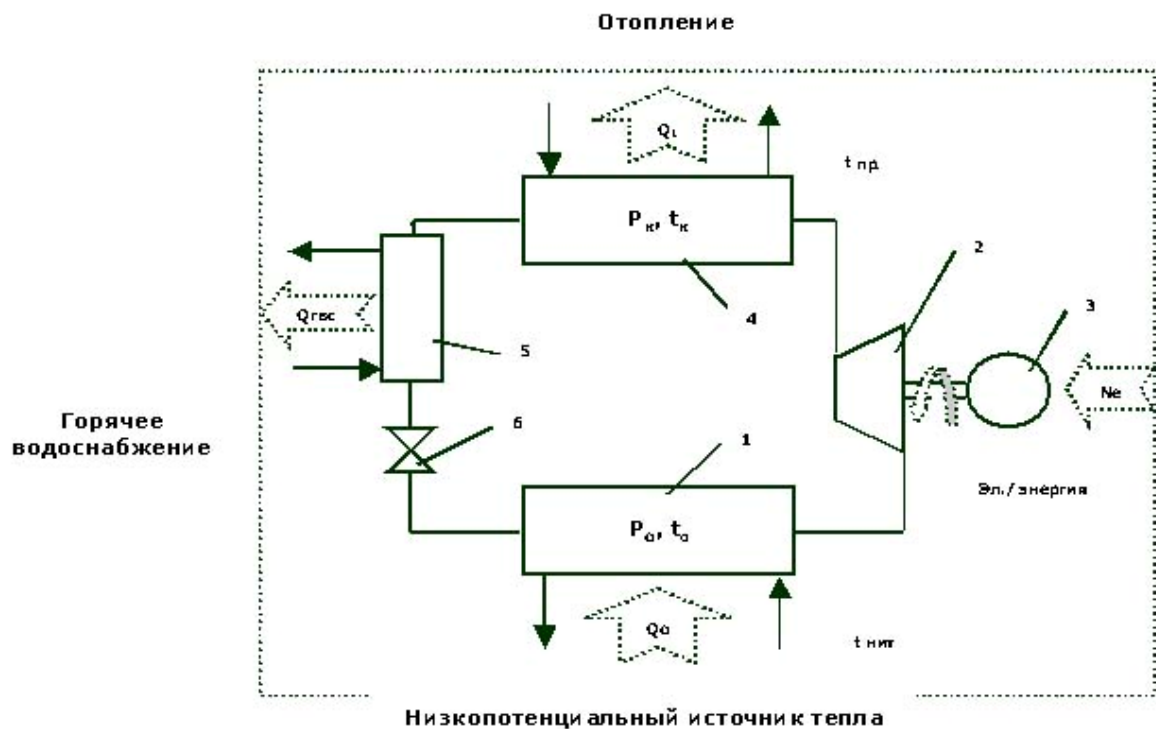 Отопление
Q₁
t пр
Pк, tк
2
4
3
Qгвс
5
Ne
Горячее
водоснабжение
6
1
Эл./энергия
Pо, tо
Qо
t нит
Низкопотенциальный источник тепла